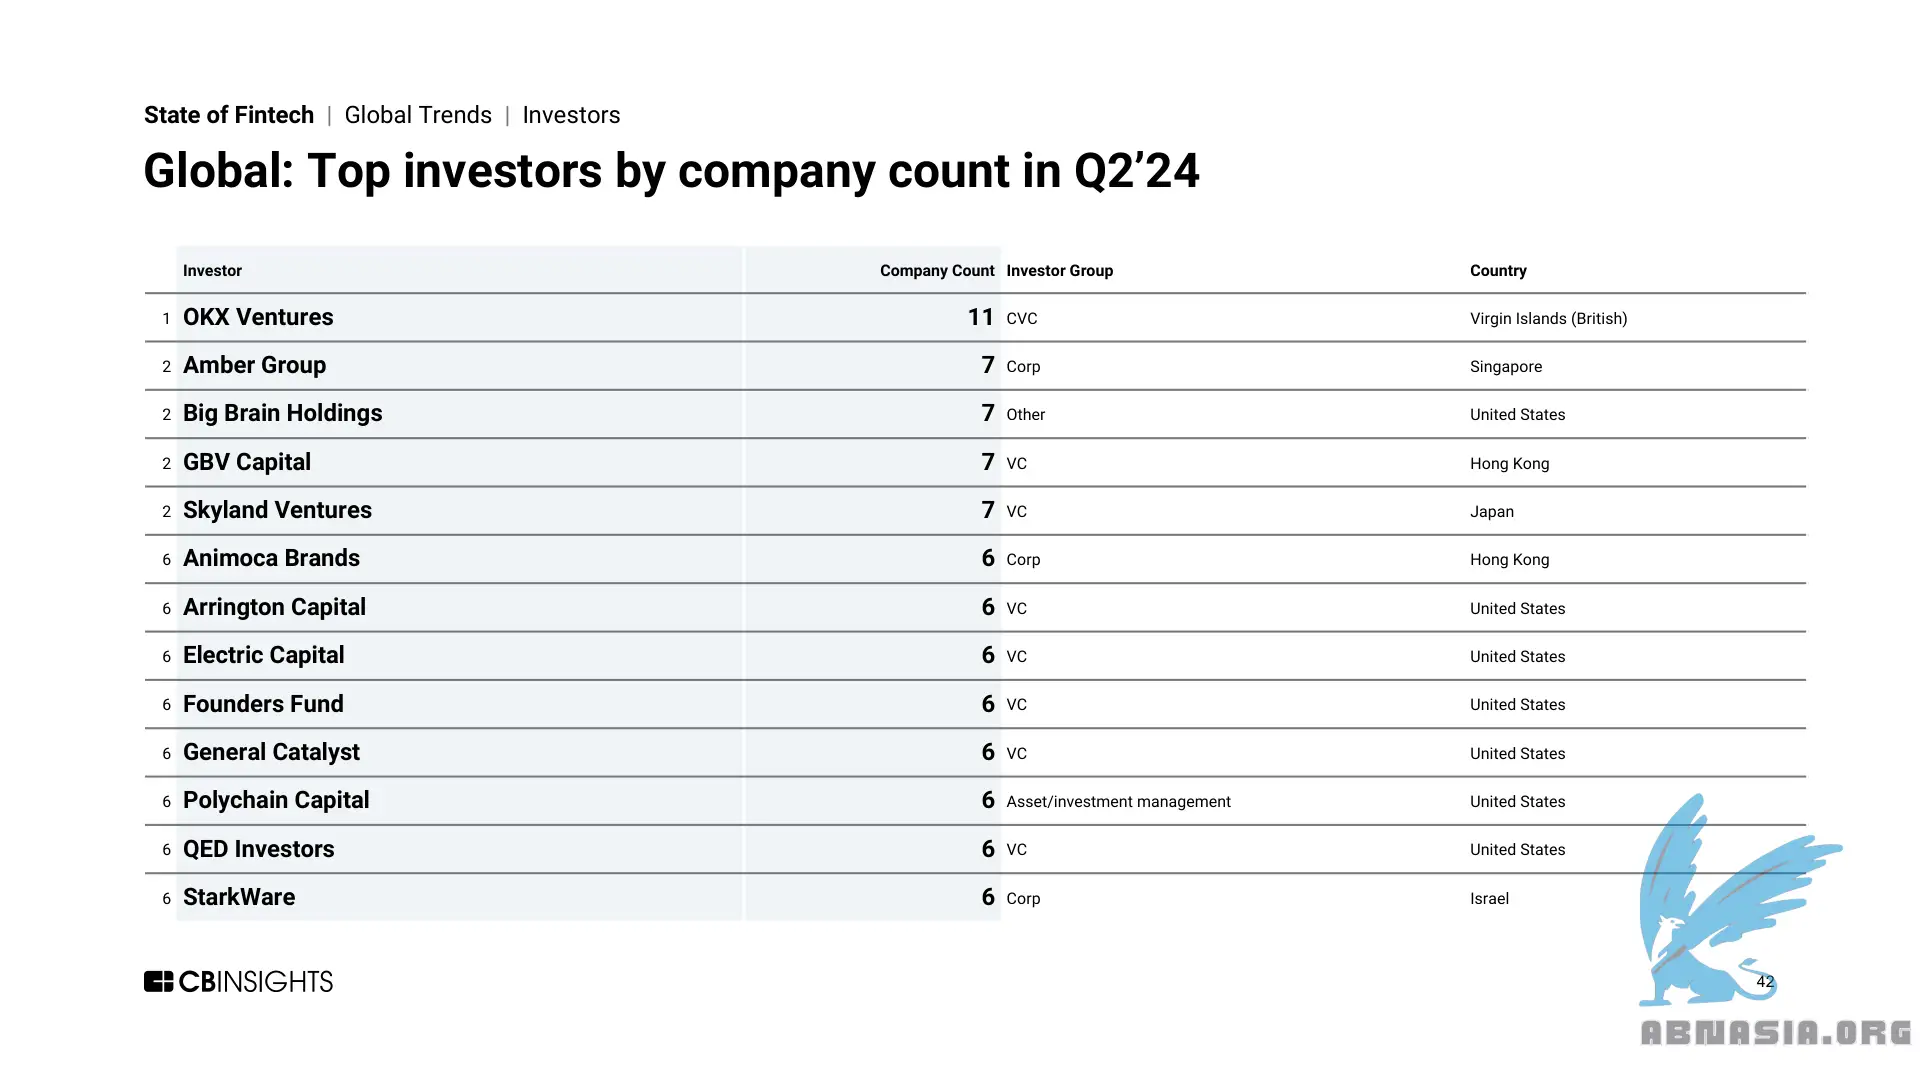 State of Fintech | Global Trends | Investors
Global: Top investors by company count in Q2’24
Investor Company Count Investor Group Country
1 OKX Ventures 11 CVC Virgin Islands (British)
2 Amber Group 7 Corp Singapore
2 Big Brain Holdings 7 Other United States
2 GBV Capital 7 VC Hong Kong
2 Skyland Ventures 7 VC Japan
6 Animoca Brands 6 Corp Hong Kong
6 Arrington Capital 6 VC United States
6 Electric Capital 6 VC United States
6 Founders Fund 6 VC United States
6 General Catalyst 6 VC United States
6 Polychain Capital 6 Asset/investment management United States
6 QED Investors 6 VC United States
6 StarkWare 6 Corp Israel
CBINSIGHTS
42
ABNASIA.ORG